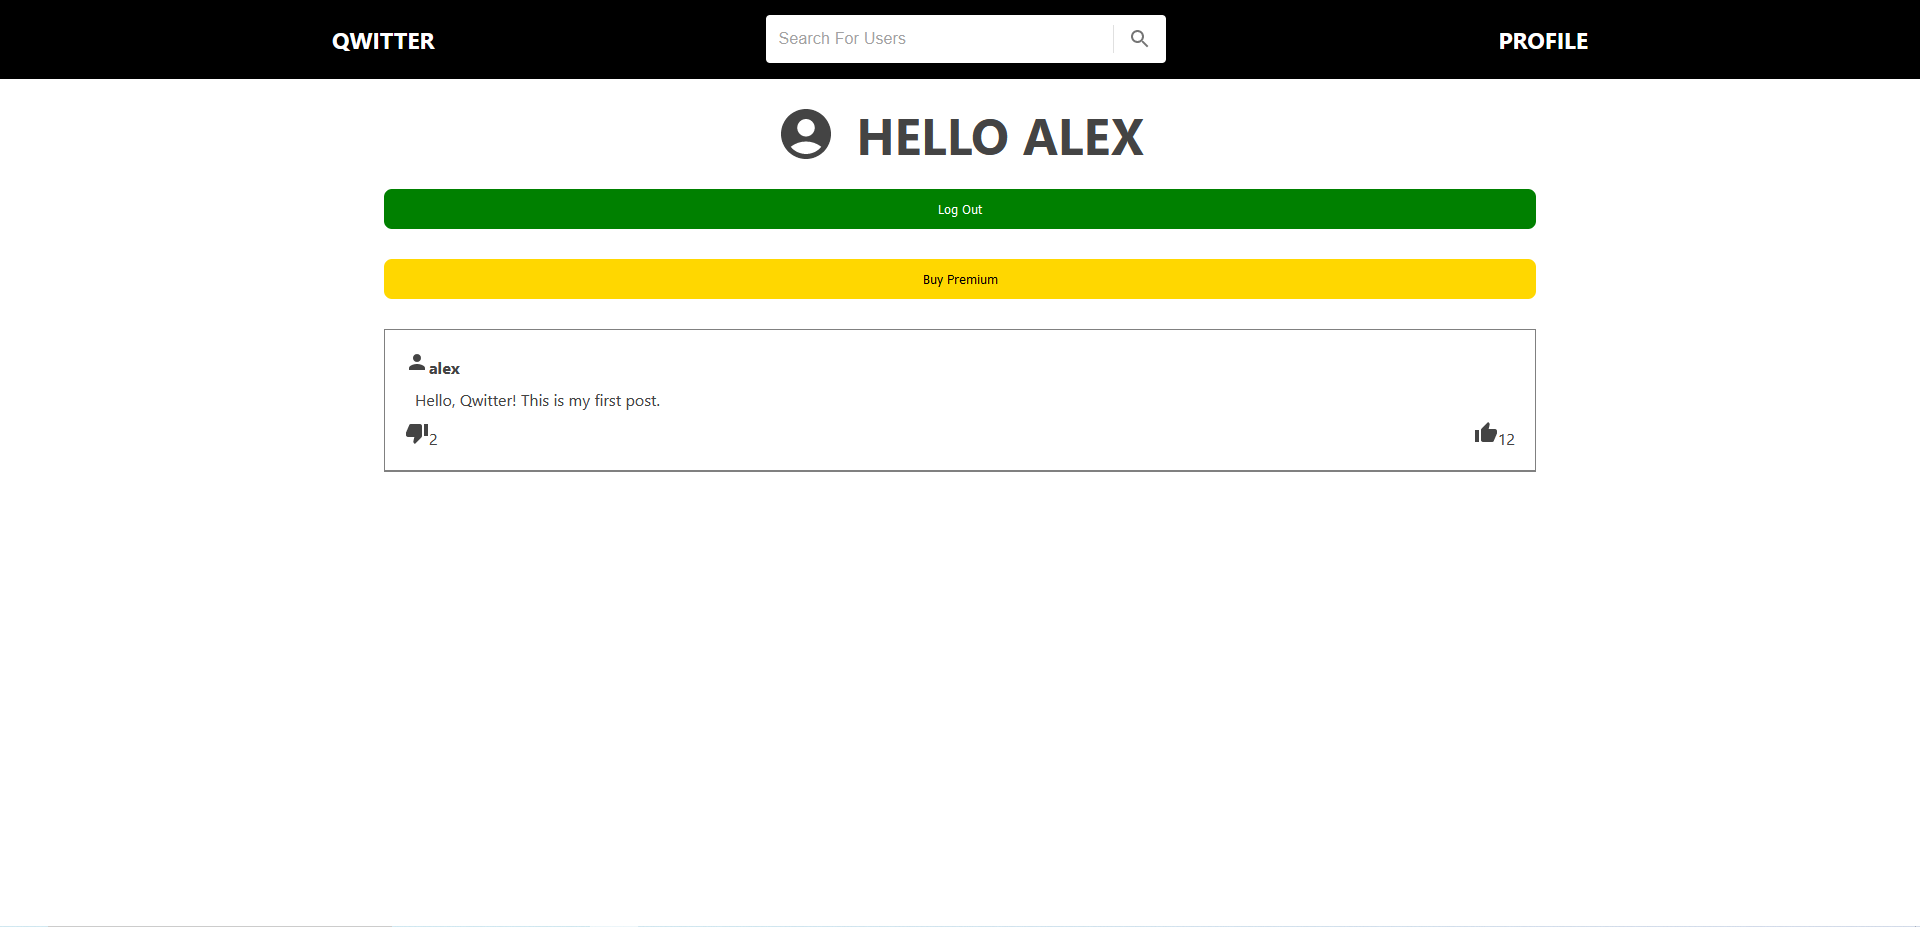 QWITTER
Search For Users
PROFILE
HELLO ALEX
Log Out
Buy Premium
alex
Hello, Qwitter! This is my first post.
2
12